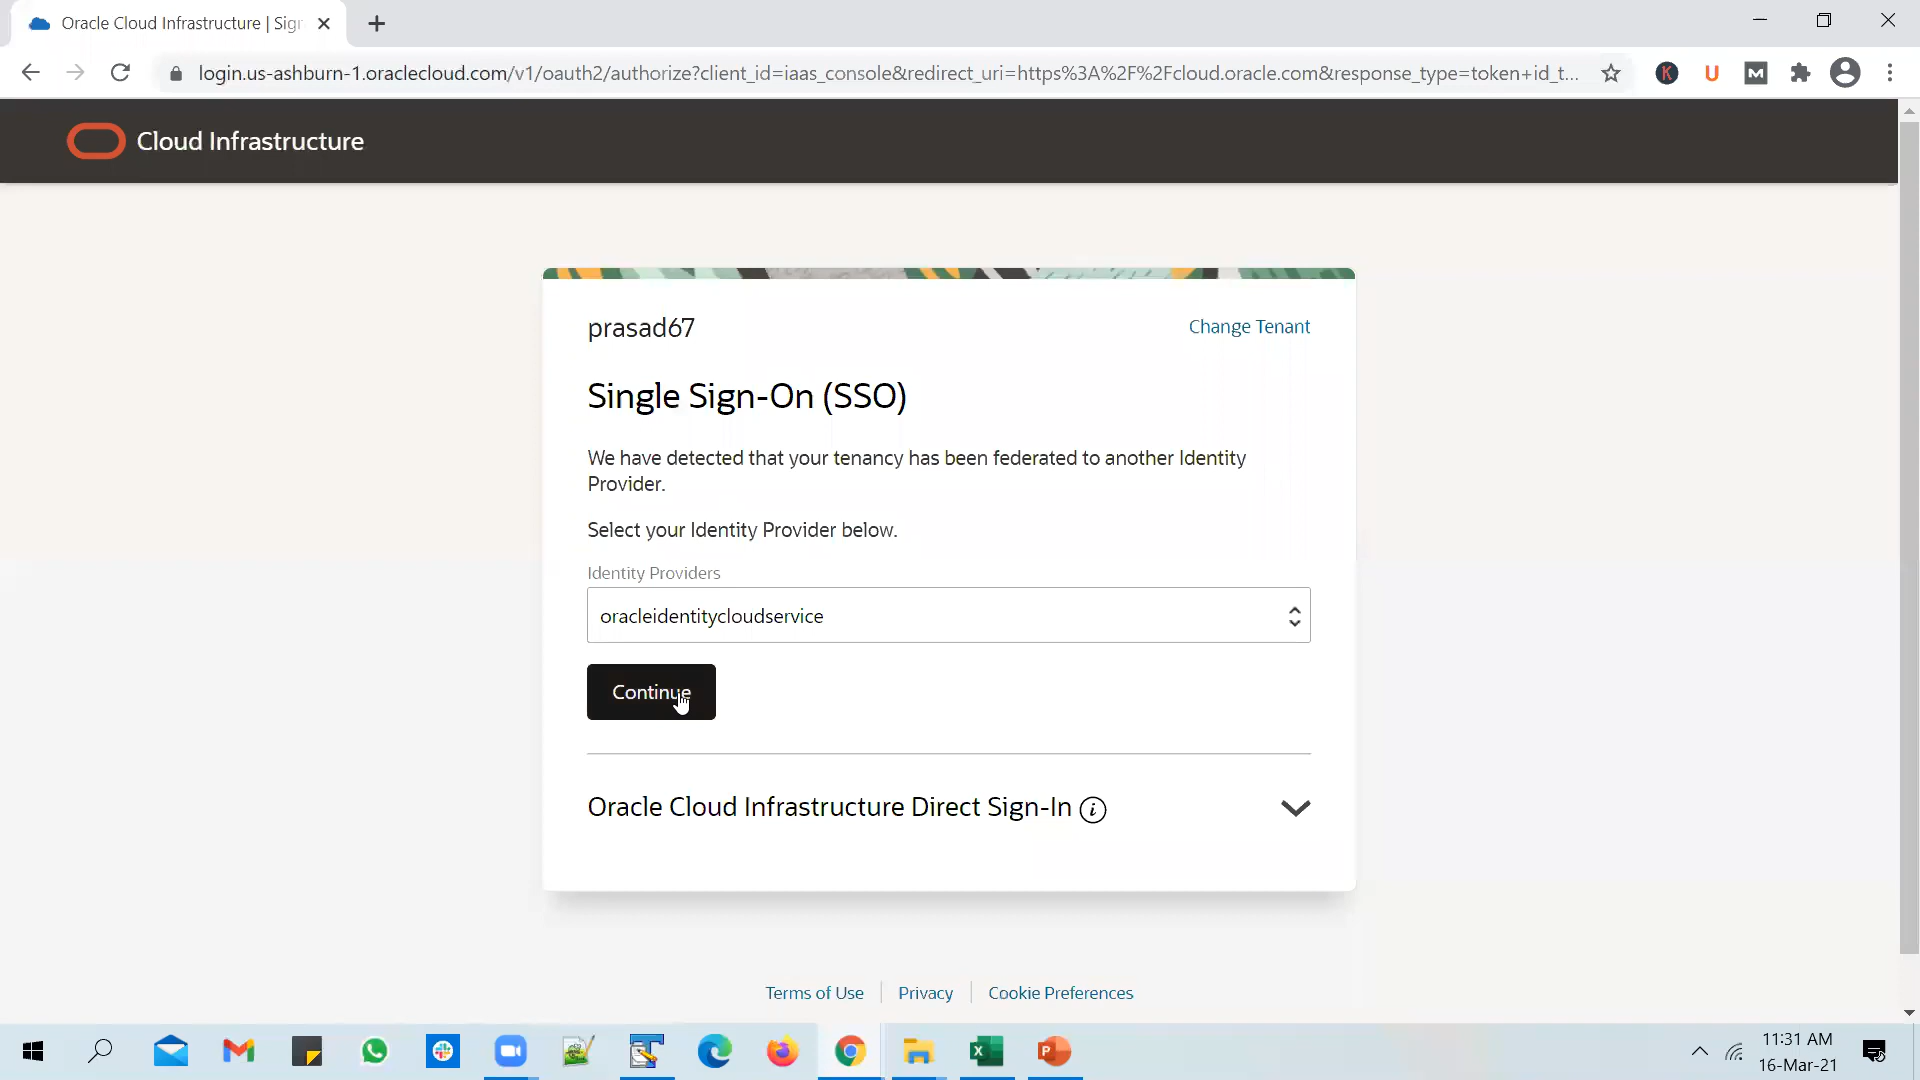 Oracle Cloud Infrastructure | Sign
login.us-ashburn-1.oraclecloud.com/v1/oauth2/authorize?client_id=iaas_console&redirect_uri=https%3A%2F%2Fcloud.oracle.com&response_type=token+id_t...
K
U
M
Cloud Infrastructure
prasad67
Change Tenant
Single Sign-On (SSO)
We have detected that your tenancy has been federated to another Identity
Provider.
Select your Identity Provider below.
Identity Providers
oracleidentitycloudservice
Continue
Oracle Cloud Infrastructure Direct Sign-In
Terms of Use
Privacy
Cookie Preferences
11:31 AM
16-Mar-21